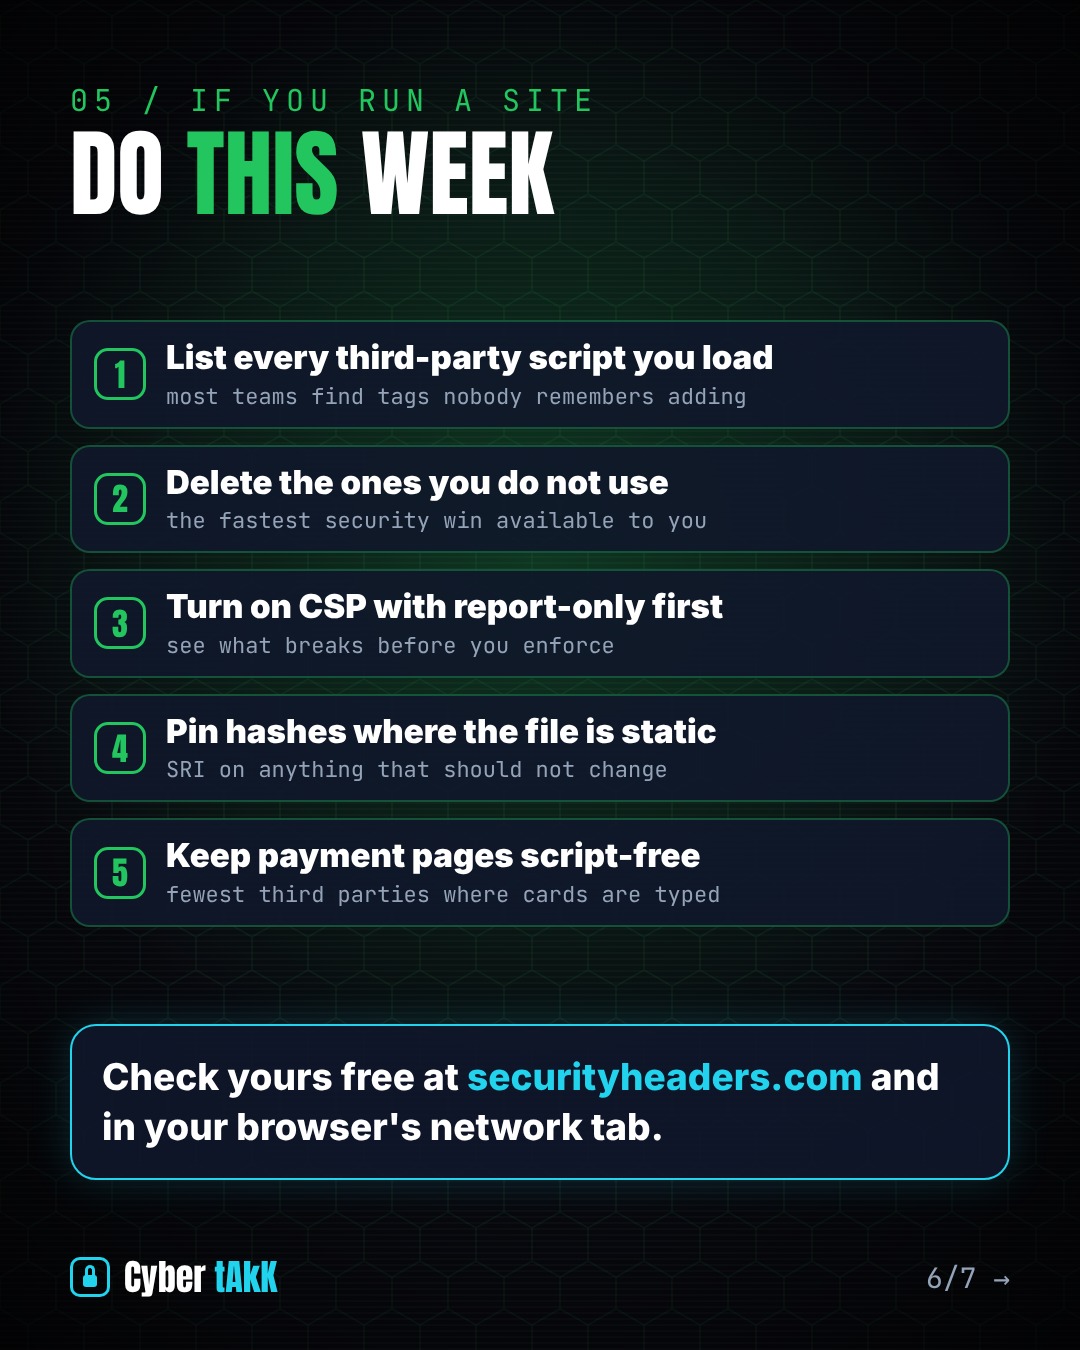 05 / IF YOU RUN A SITE
DO THIS WEEK
1
List every third-party script you load
most teams find tags nobody remembers adding
2
Delete the ones you do not use
the fastest security win available to you
3
Turn on CSP with report-only first
see what breaks before you enforce
4
Pin hashes where the file is static
SRI on anything that should not change
5
Keep payment pages script-free
fewest third parties where cards are typed
Check yours free at securityheaders.com and
in your browser's network tab.
Cyber tAkK
6/7 →